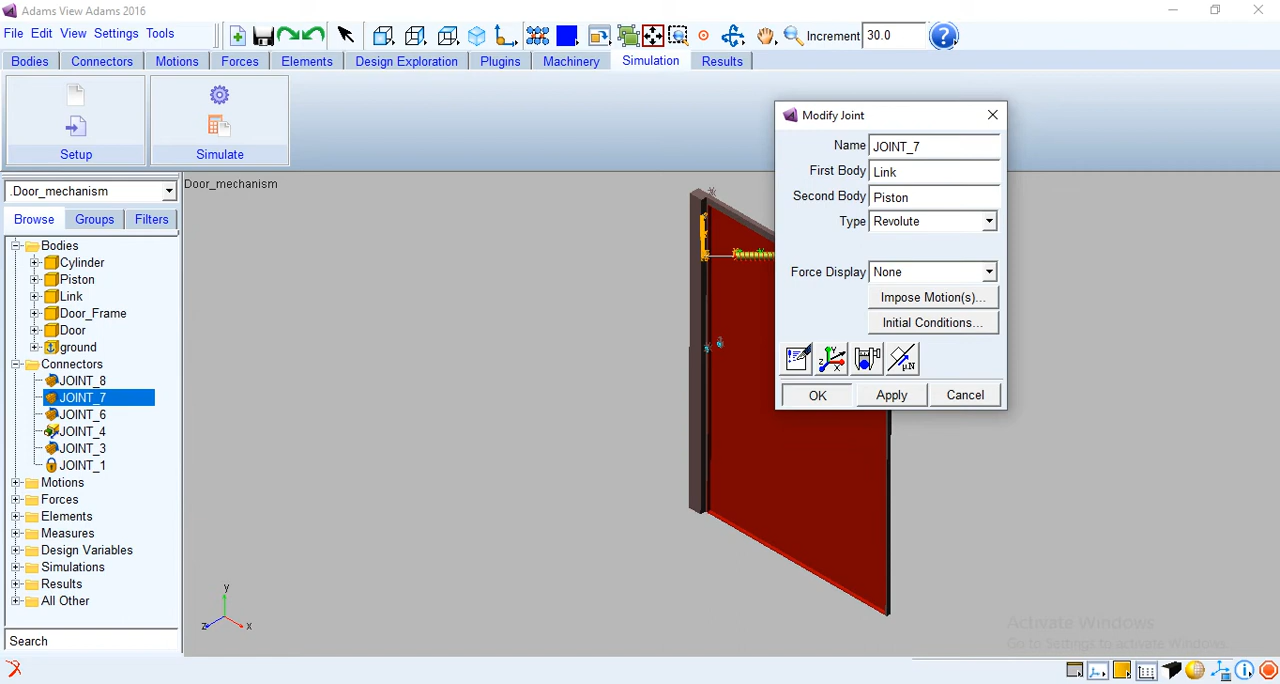 Adams View Adams 2016
File Edit View Settings Tools
Increment 30.0
Bodies Connectors Motions Forces Elements Design Exploration Plugins Machinery Simulation Results
Setup Simulate
.Door_mechanism
Browse Groups Filters
Bodies
Cylinder
Piston
Link
Door_Frame
Door
ground
Connectors
JOINT_8
JOINT_7
JOINT_6
JOINT_4
JOINT_3
JOINT_1
Motions
Forces
Elements
Measures
Design Variables
Simulations
Results
All Other
Search
Door_mechanism
y
z
x
Modify Joint
Name JOINT_7
First Body Link
Second Body Piston
Type Revolute
Force Display None
Impose Motion(s)...
Initial Conditions...
OK Apply Cancel
Activate Windows
Go to Settings to activate Windows.